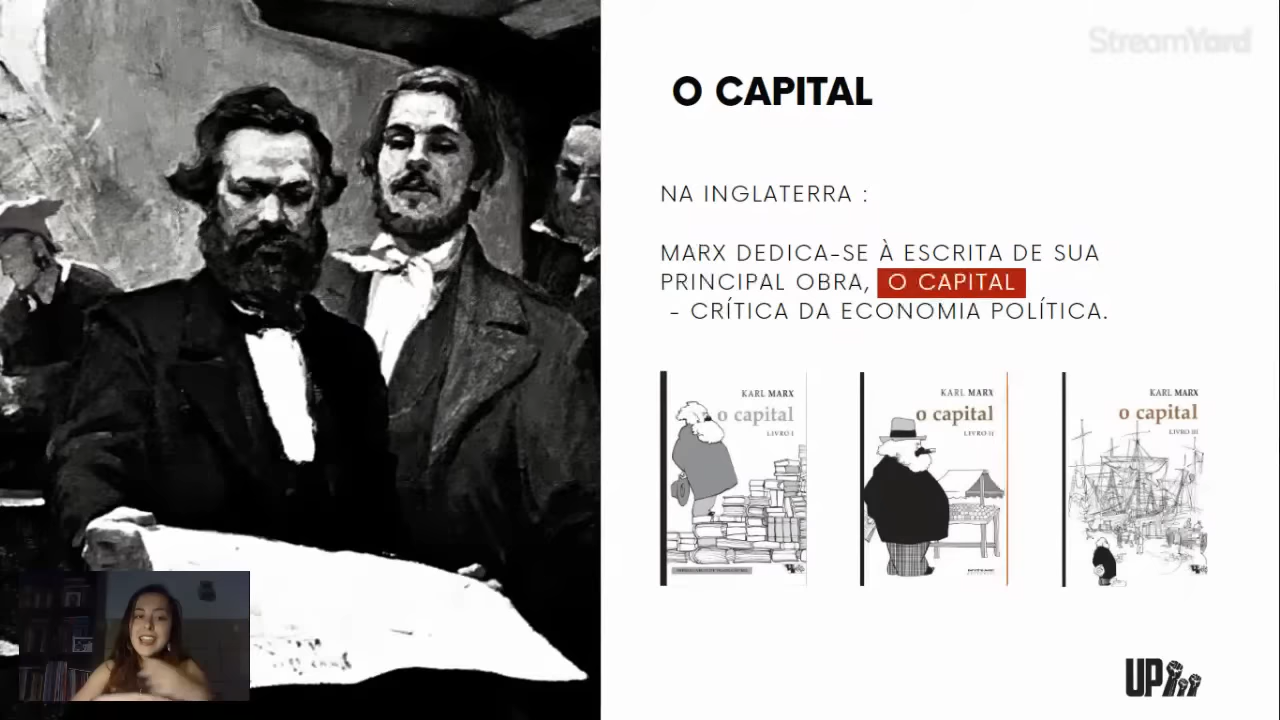 StreamYard
O CAPITAL
NA INGLATERRA :
MARX DEDICA-SE À ESCRITA DE SUA
PRINCIPAL OBRA, O CAPITAL
- CRÍTICA DA ECONOMIA POLÍTICA.
KARL MARX
o capital
LIVRO I
KARL MARX
o capital
LIVRO II
KARL MARX
o capital
LIVRO III
UP